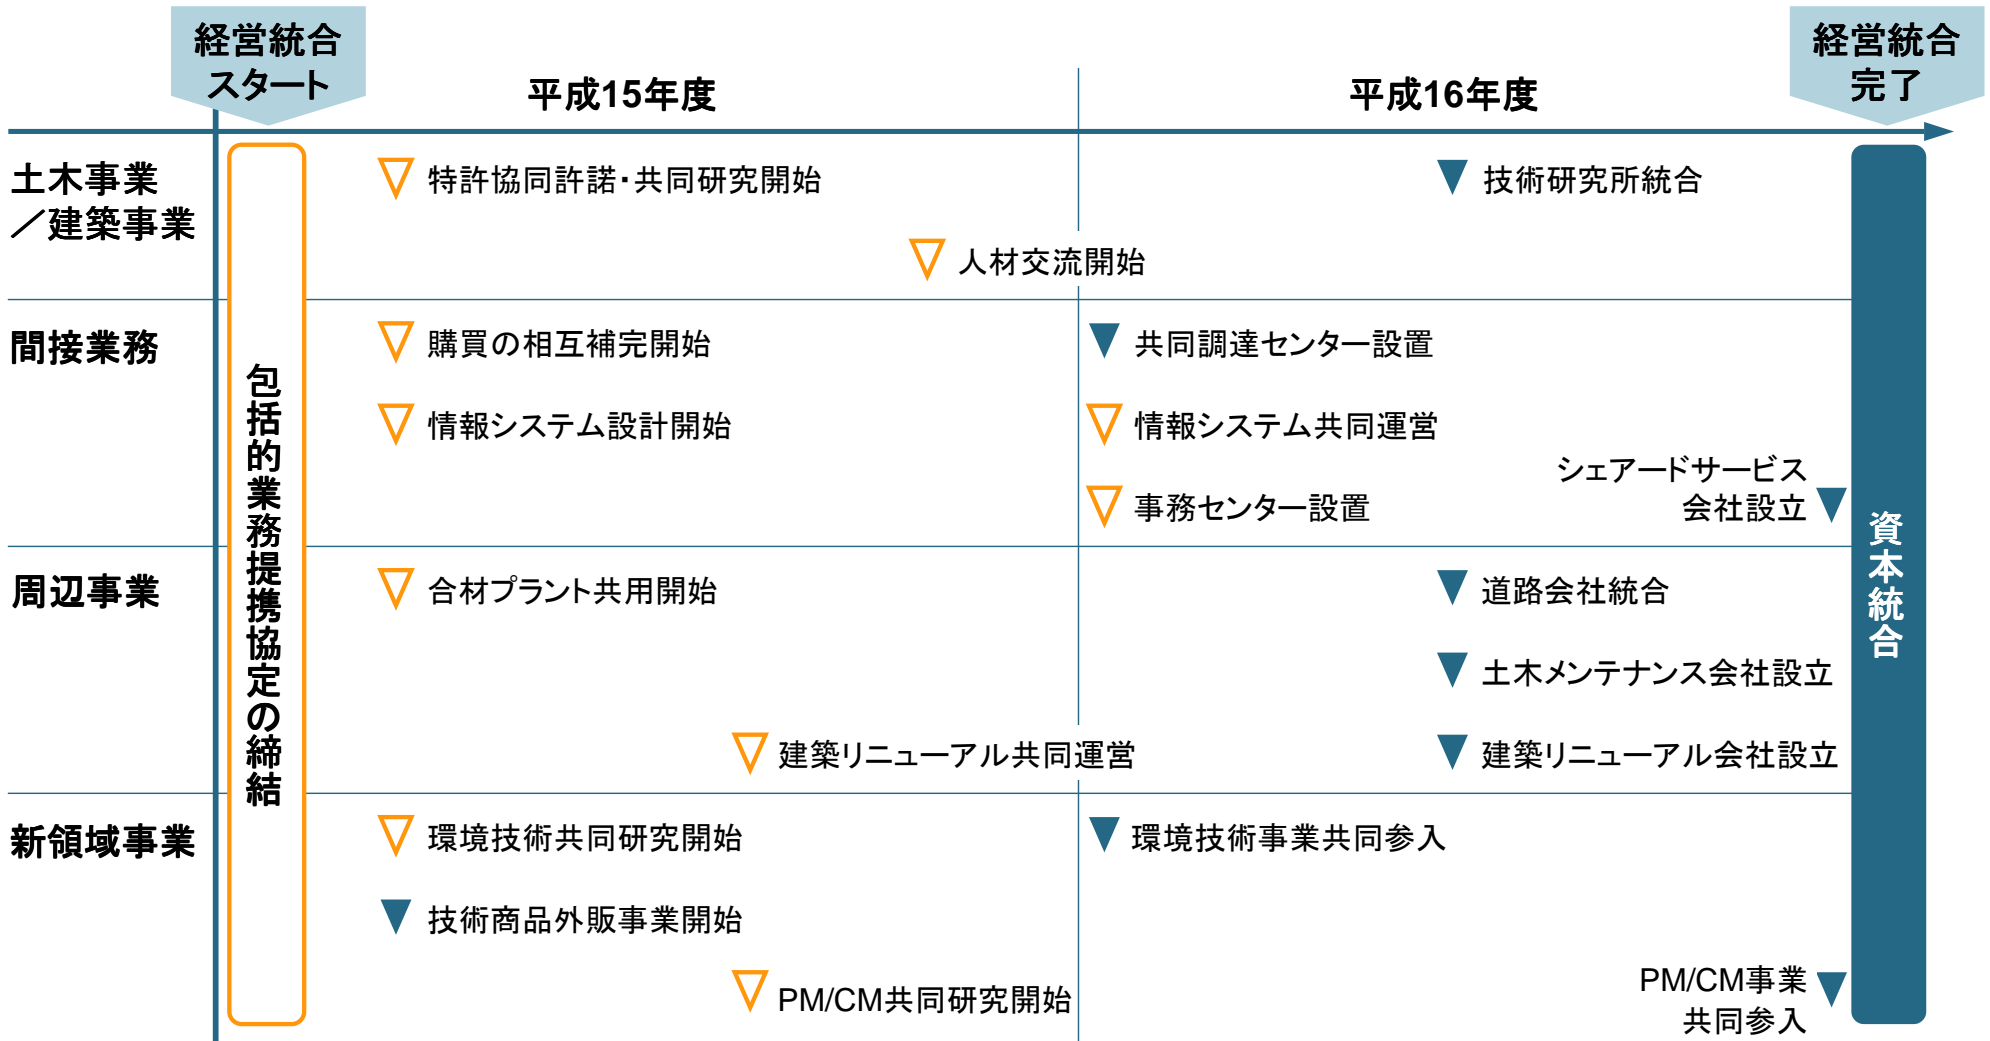 経営統合
スタート
平成15年度
平成16年度
経営統合
完了
土木事業
／建築事業
特許協同許諾・共同研究開始
技術研究所統合
人材交流開始
間接業務
購買の相互補完開始
共同調達センター設置
情報システム設計開始
情報システム共同運営
事務センター設置
シェアードサービス
会社設立
周辺事業
合材プラント共用開始
道路会社統合
土木メンテナンス会社設立
建築リニューアル共同運営
建築リニューアル会社設立
新領域事業
環境技術共同研究開始
環境技術事業共同参入
技術商品外販事業開始
PM/CM共同研究開始
PM/CM事業
共同参入
包括的業務提携協定の締結
資本統合